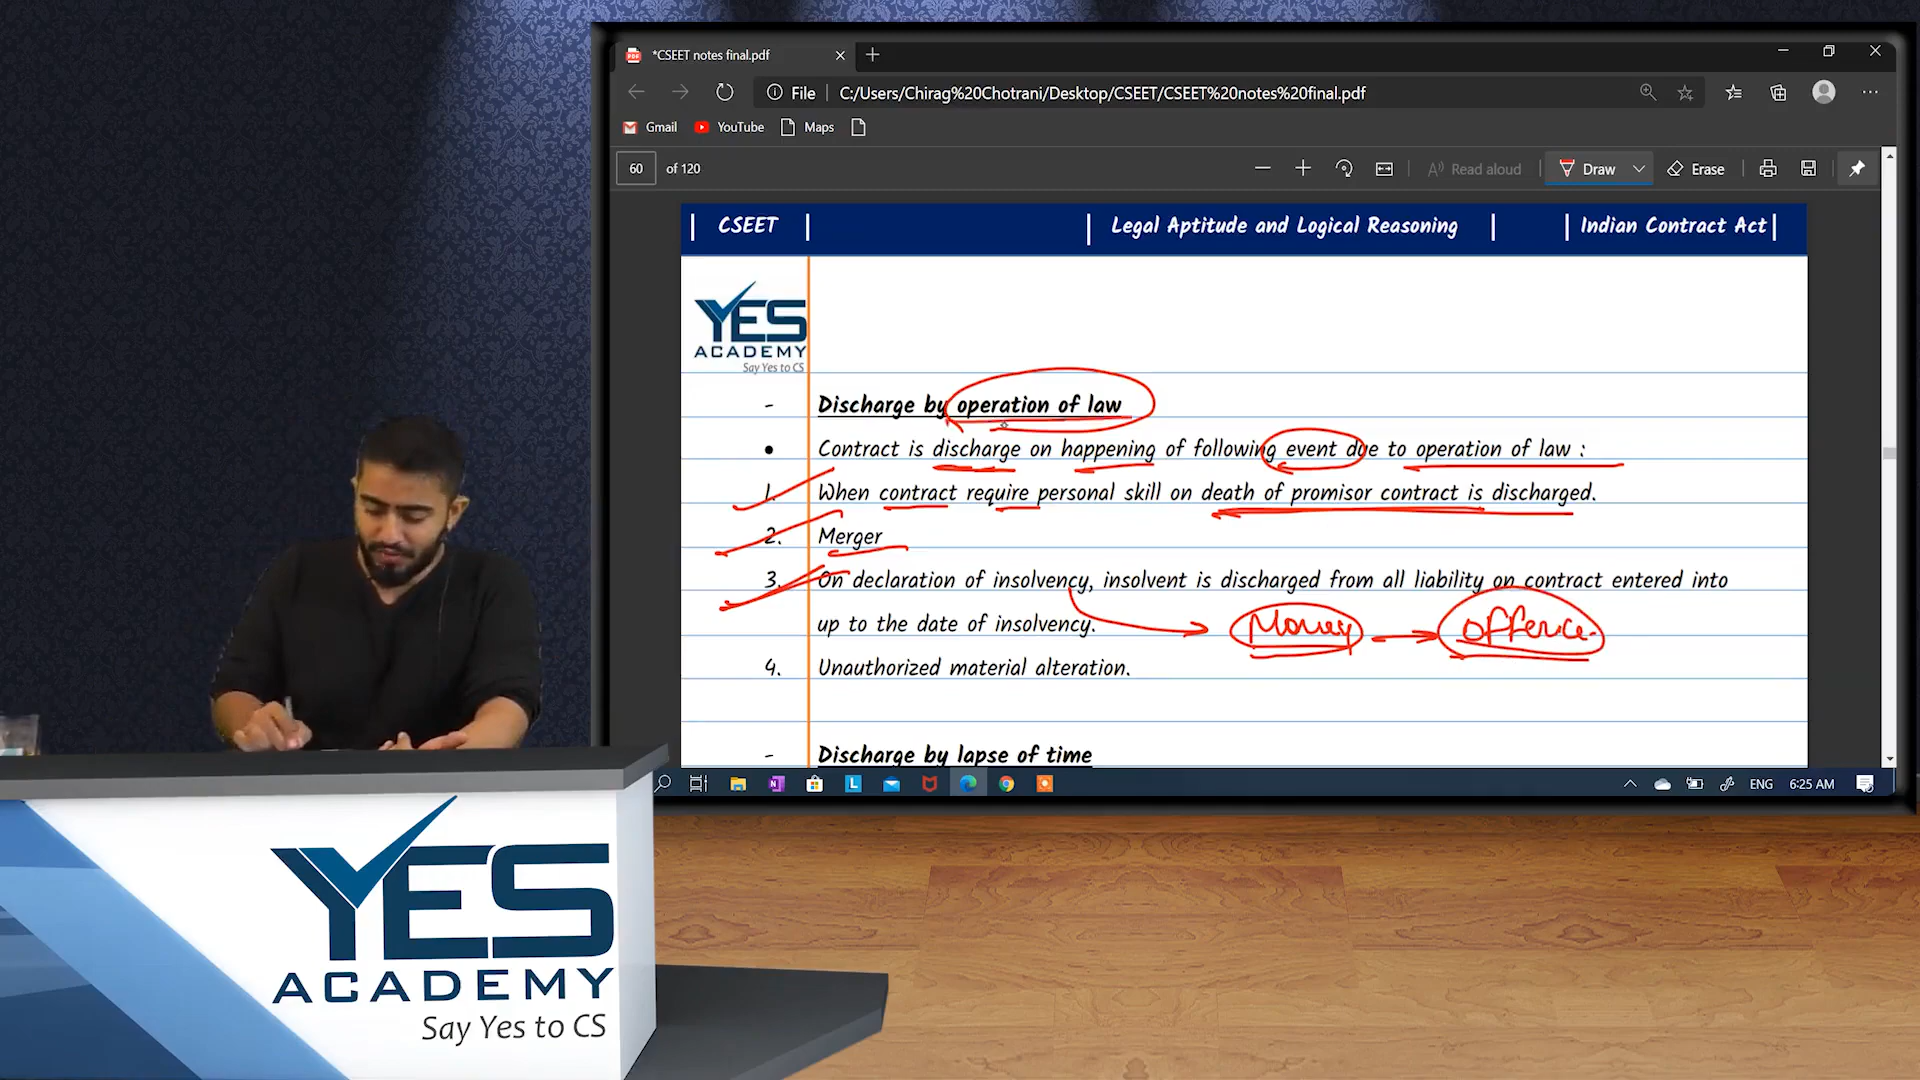 *CSEET notes final.pdf
File | C:/Users/Chirag%20Chotrani/Desktop/CSEET/CSEET%20notes%20final.pdf
Gmail YouTube Maps
60 of 120 Read aloud Draw Erase
| CSEET | | Legal Aptitude and Logical Reasoning | | Indian Contract Act |
YES
ACADEMY
Say Yes to CS
- Discharge by operation of law
• Contract is discharge on happening of following event due to operation of law :
1. When contract require personal skill on death of promisor contract is discharged.
2. Merger
3. On declaration of insolvency, insolvent is discharged from all liability on contract entered into
up to the date of insolvency. Money offence
4. Unauthorized material alteration.
- Discharge by lapse of time
ENG 6:25 AM
YES
ACADEMY
Say Yes to CS